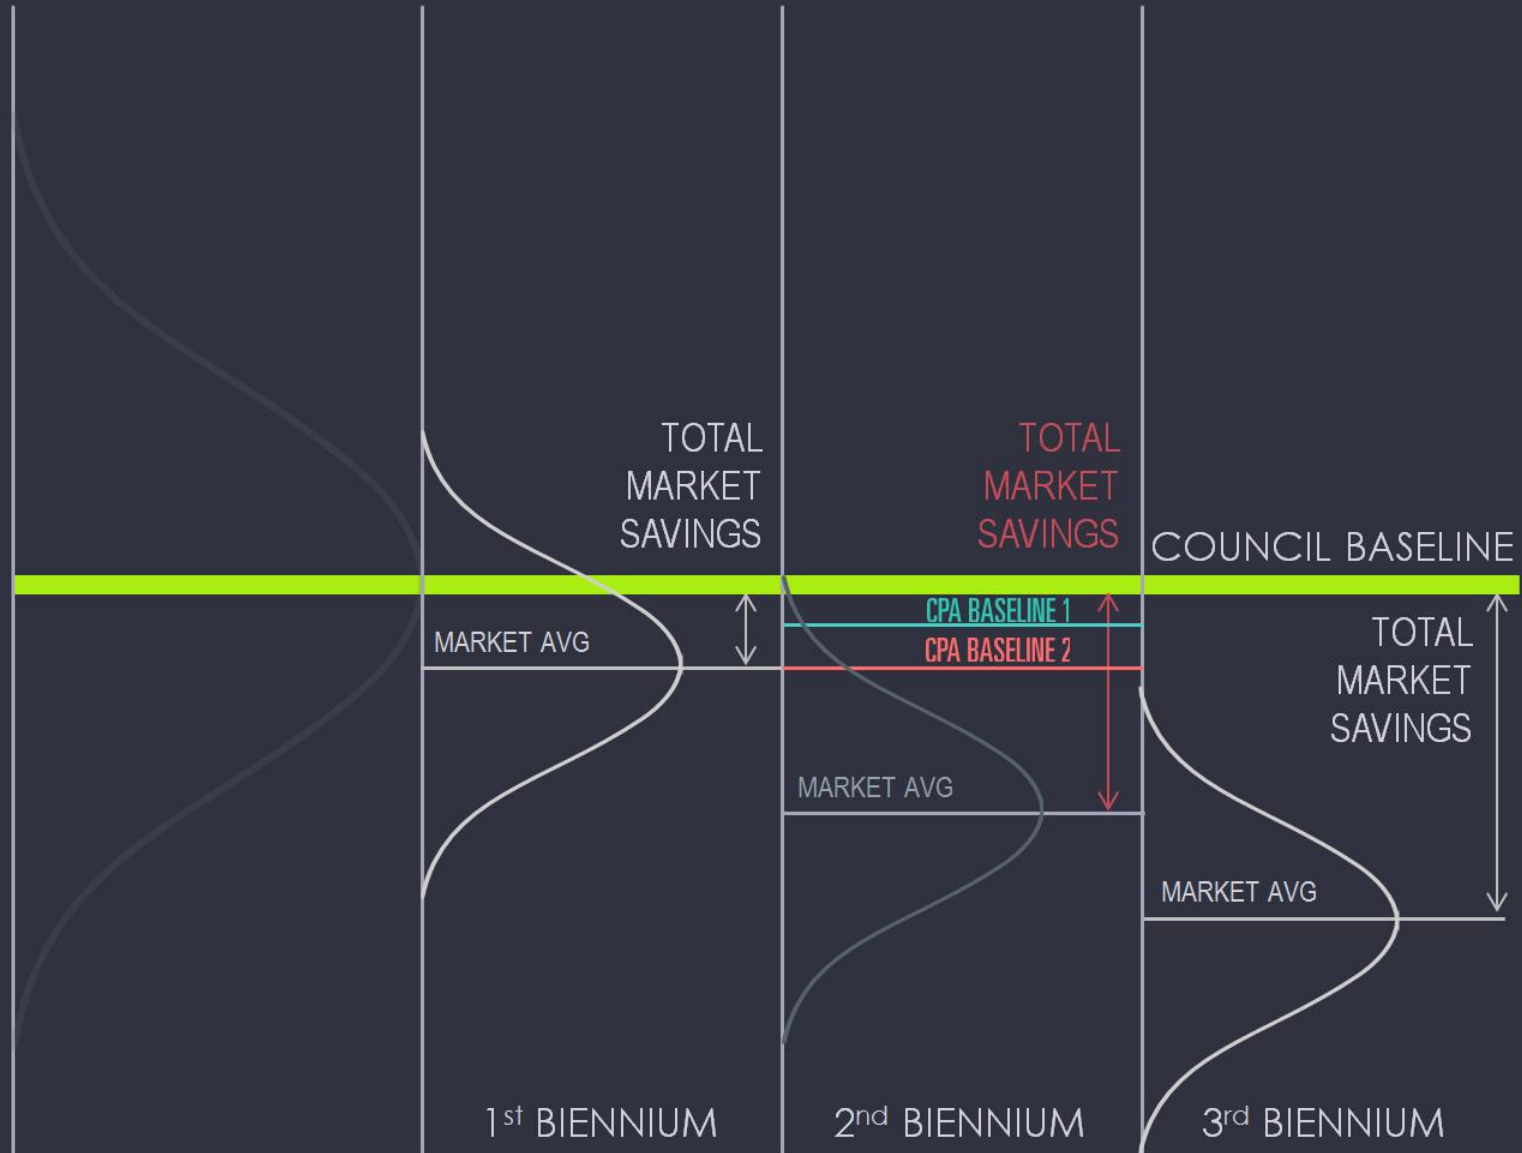 TOTAL
MARKET
SAVINGS
TOTAL
MARKET
SAVINGS
COUNCIL BASELINE
CPA BASELINE 1
MARKET AVG
CPA BASELINE 2
TOTAL
MARKET
SAVINGS
MARKET AVG
MARKET AVG
1st BIENNIUM
2nd BIENNIUM
3rd BIENNIUM